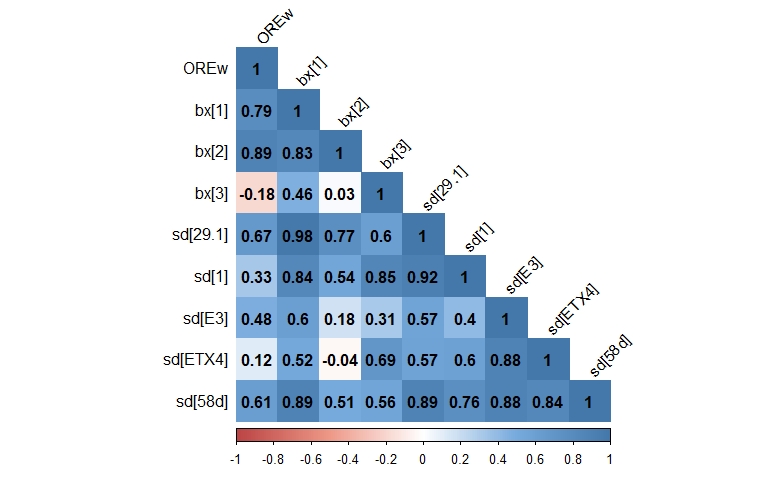 OREw
OREw 1 bx[1]
bx[1] 0.79 1 bx[2]
bx[2] 0.89 0.83 1 bx[3]
bx[3] -0.18 0.46 0.03 1 sd[29.1]
sd[29.1] 0.67 0.98 0.77 0.6 1 sd[1]
sd[1] 0.33 0.84 0.54 0.85 0.92 1 sd[E3]
sd[E3] 0.48 0.6 0.18 0.31 0.57 0.4 1 sd[ETX4]
sd[ETX4] 0.12 0.52 -0.04 0.69 0.57 0.6 0.88 1 sd[58d]
sd[58d] 0.61 0.89 0.51 0.56 0.89 0.76 0.88 0.84 1
-1 -0.8 -0.6 -0.4 -0.2 0 0.2 0.4 0.6 0.8 1